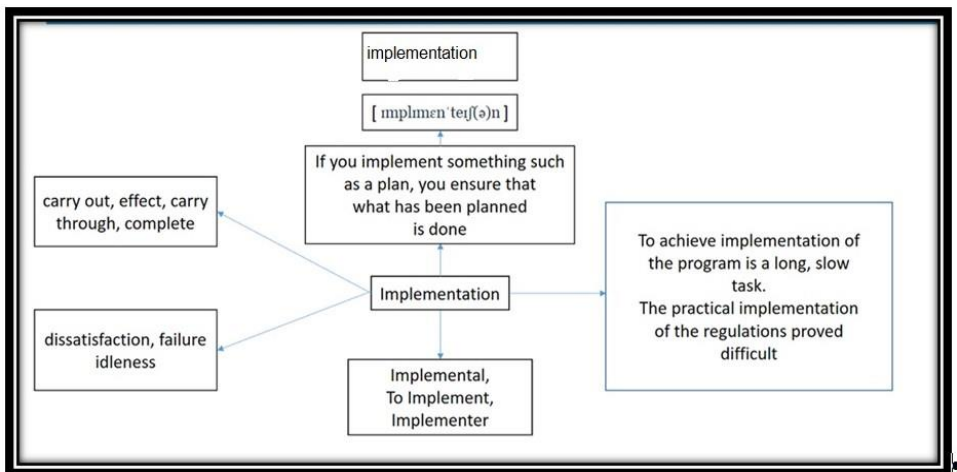 implementation
[ ɪmplɪmɛnˈteɪʃ(ə)n ]
If you implement something such
as a plan, you ensure that
what has been planned
is done
carry out, effect, carry
through, complete
Implementation
To achieve implementation of
the program is a long, slow
task.
The practical implementation
of the regulations proved
difficult
dissatisfaction, failure
idleness
Implemental,
To Implement,
Implementer